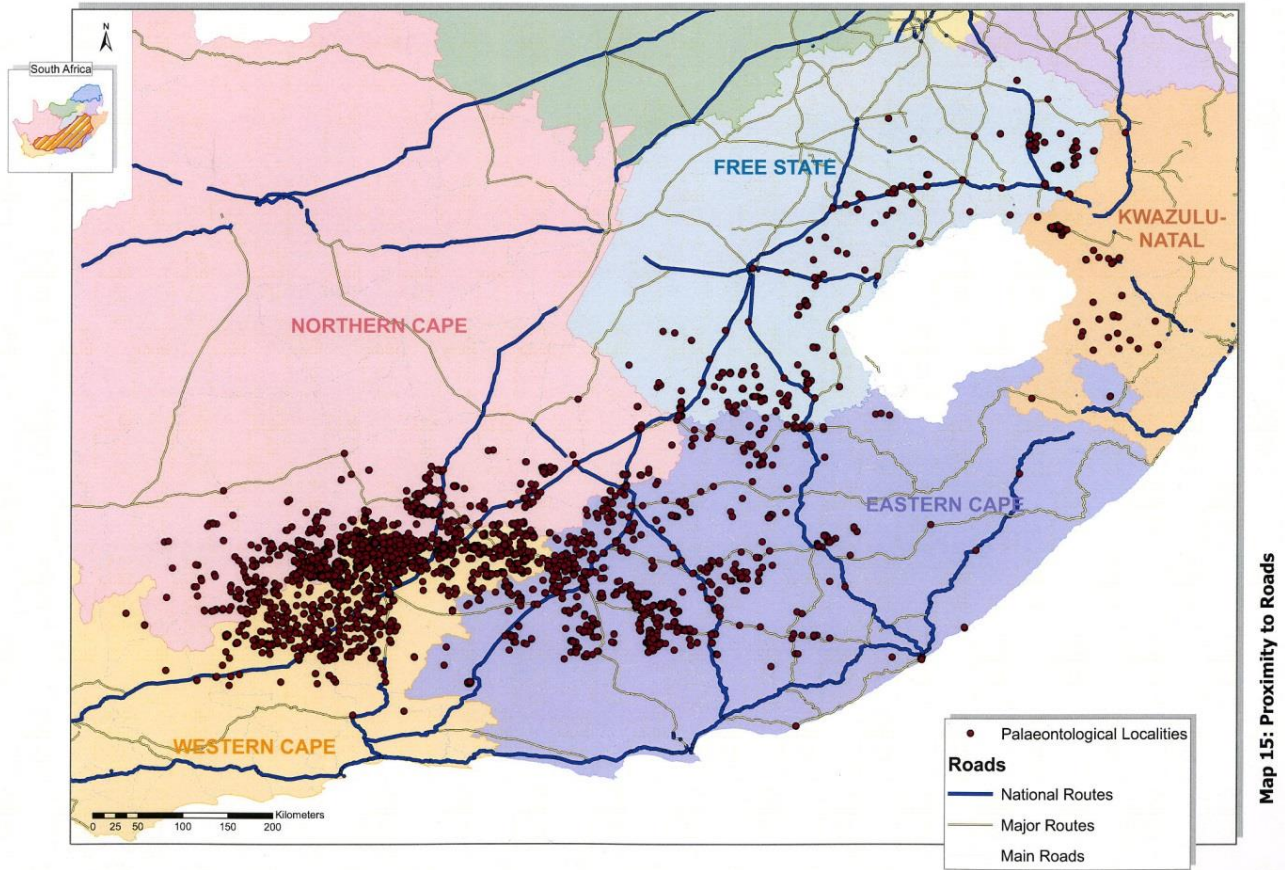 N
South Africa
FREE STATE
KWAZULU-
NATAL
NORTHERN CAPE
EASTERN CAPE
WESTERN CAPE
Kilometers
0 25 50 100 150 200
Palaeontological Localities
Roads
National Routes
Major Routes
Main Roads
Map 15: Proximity to Roads